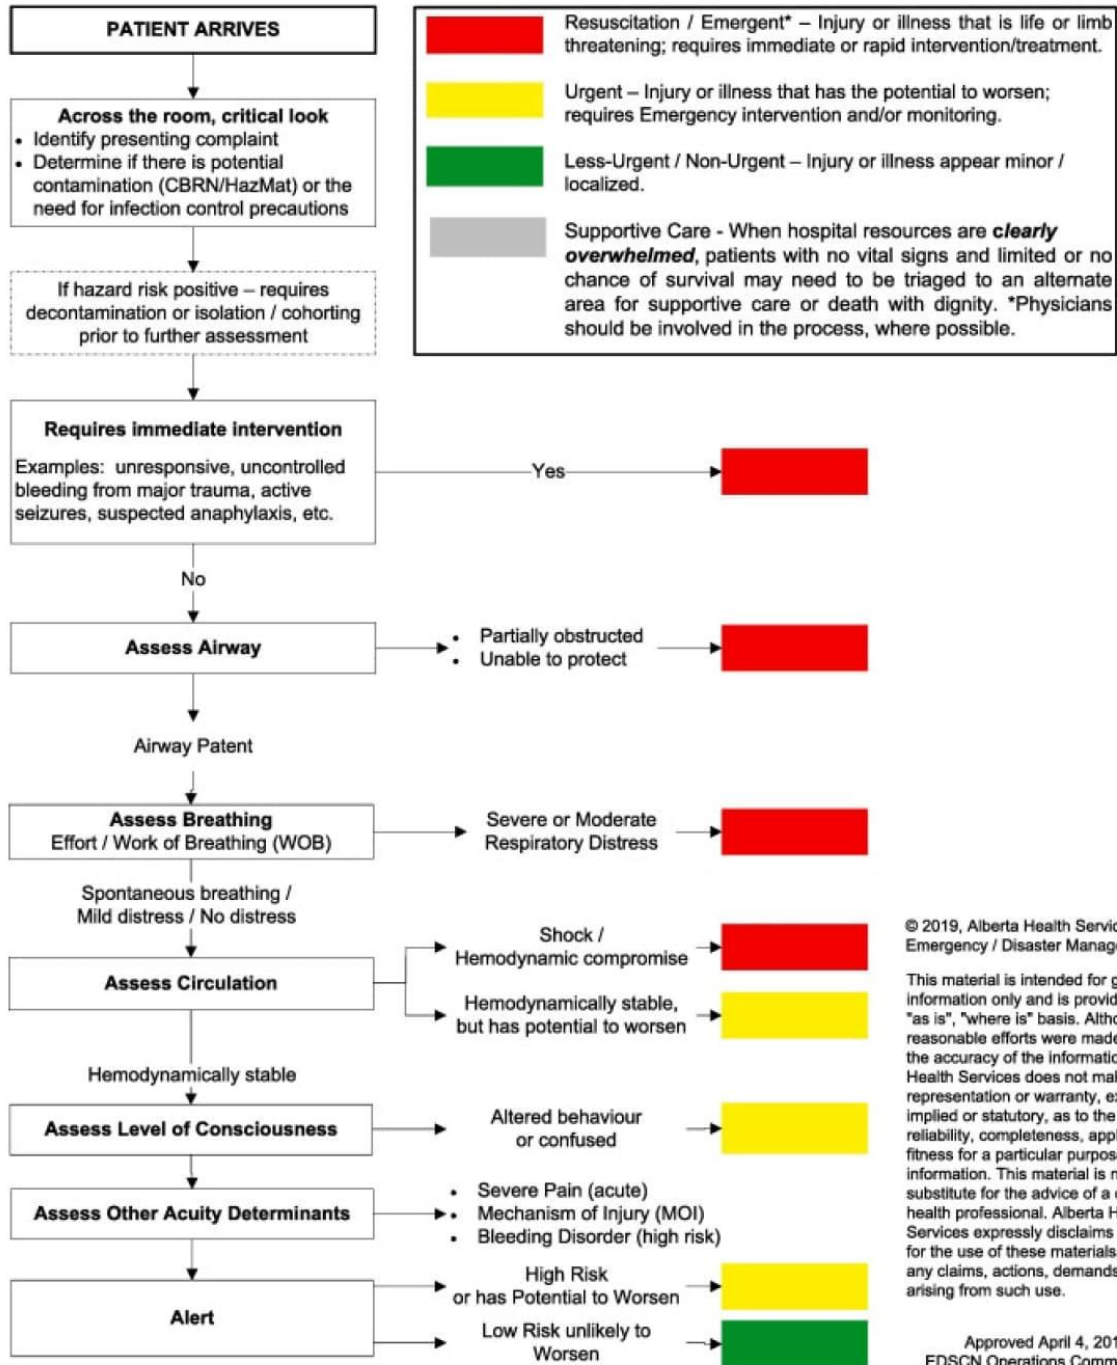 PATIENT ARRIVES
Across the room, critical look
• Identify presenting complaint
• Determine if there is potential
contamination (CBRN/HazMat) or the
need for infection control precautions
If hazard risk positive – requires
decontamination or isolation / cohorting
prior to further assessment
Resuscitation / Emergent* – Injury or illness that is life or limb
threatening; requires immediate or rapid intervention/treatment.
Urgent – Injury or illness that has the potential to worsen;
requires Emergency intervention and/or monitoring.
Less-Urgent / Non-Urgent – Injury or illness appear minor /
localized.
Supportive Care - When hospital resources are clearly
overwhelmed, patients with no vital signs and limited or no
chance of survival may need to be triaged to an alternate
area for supportive care or death with dignity. *Physicians
should be involved in the process, where possible.
Requires immediate intervention
Examples: unresponsive, uncontrolled
bleeding from major trauma, active
seizures, suspected anaphylaxis, etc.
Yes
No
Assess Airway
• Partially obstructed
• Unable to protect
Airway Patent
Assess Breathing
Effort / Work of Breathing (WOB)
Severe or Moderate
Respiratory Distress
Spontaneous breathing /
Mild distress / No distress
Assess Circulation
Shock /
Hemodynamic compromise
Hemodynamically stable,
but has potential to worsen
Hemodynamically stable
Assess Level of Consciousness
Altered behaviour
or confused
Assess Other Acuity Determinants
• Severe Pain (acute)
• Mechanism of Injury (MOI)
• Bleeding Disorder (high risk)
Alert
High Risk
or has Potential to Worsen
Low Risk unlikely to
Worsen
© 2019, Alberta Health
Emergency / Disaster
This material is intended for
information only and is
"as is", "where is" basis.
reasonable efforts were made
the accuracy of the
Health Services does not
representation or warranty,
implied or statutory, as to the
reliability, completeness,
fitness for a particular
information. This material is
substitute for the advice of a
health professional. Alberta
Services expressly disclaims
for the use of these materials
any claims, actions, demands
arising from such use.
Approved April 4,
EDSCN Operations